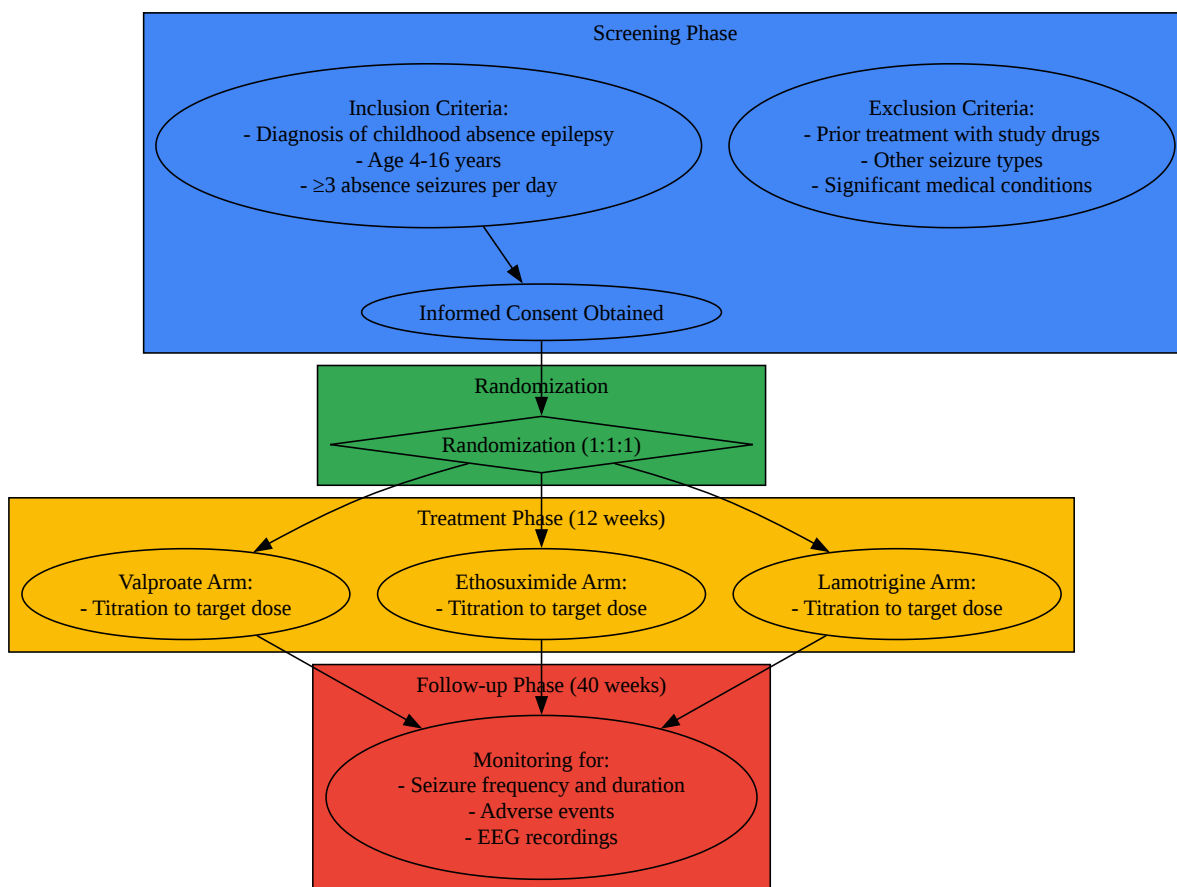 Screening Phase
Inclusion Criteria:
- Diagnosis of childhood absence epilepsy
- Age 4-16 years
- ≥3 absence seizures per day
Exclusion Criteria:
- Prior treatment with study drugs
- Other seizure types
- Significant medical conditions
Informed Consent Obtained
Randomization
Randomization (1:1:1)
Treatment Phase (12 weeks)
Valproate Arm:
- Titration to target dose
Ethosuximide Arm:
- Titration to target dose
Lamotrigine Arm:
- Titration to target dose
Follow-up Phase (40 weeks)
Monitoring for:
- Seizure frequency and duration
- Adverse events
- EEG recordings